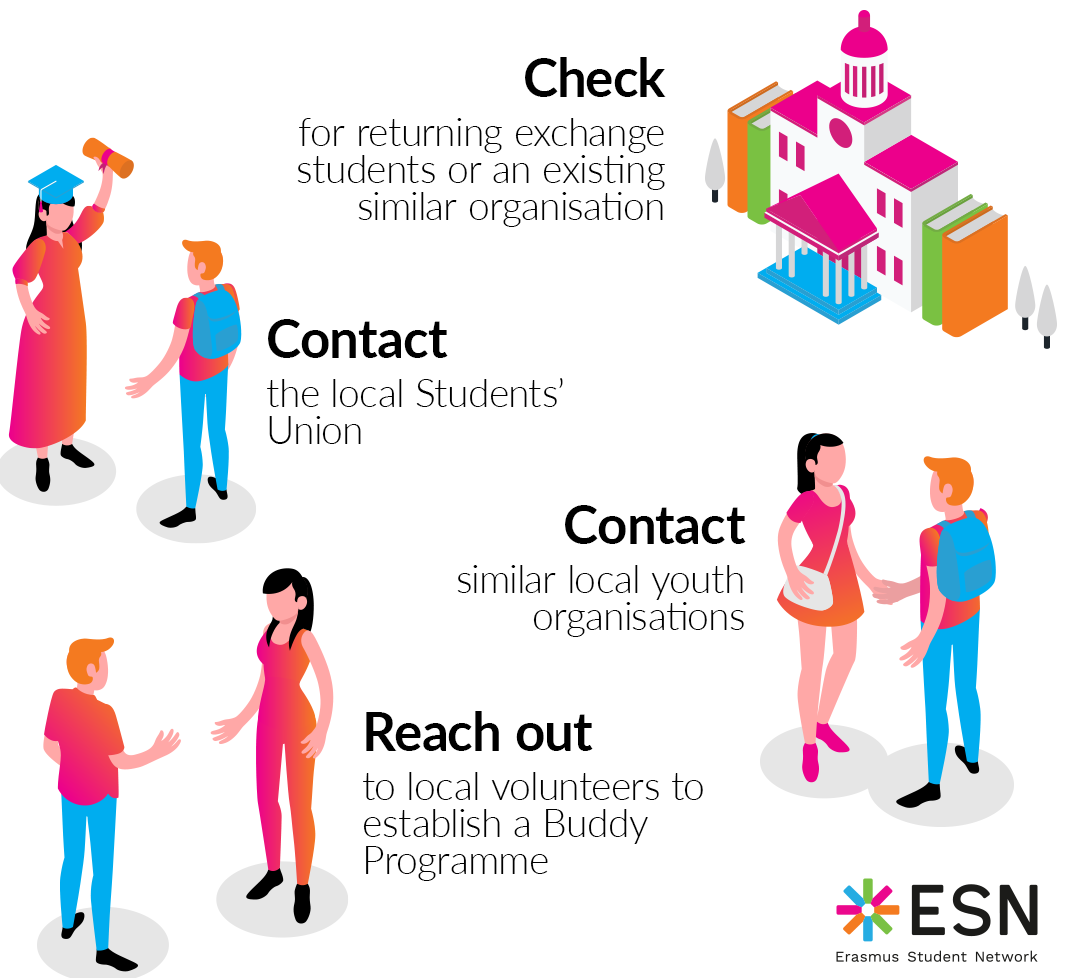 Check
for returning exchange
students or an existing
similar organisation
Contact
the local Students’
Union
Contact
similar local youth
organisations
Reach out
to local volunteers to
establish a Buddy
Programme
ESN
Erasmus Student Network